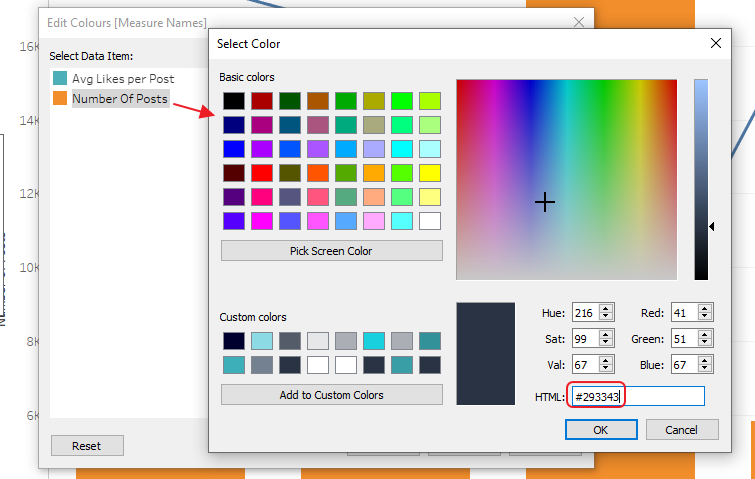 Edit Colours [Measure Names]
Select Color
Select Data Item:
Avg Likes per Post
Number Of Posts
Basic colors
Pick Screen Color
Custom colors
Add to Custom Colors
Hue: 216
Red: 41
Sat: 99
Green: 51
Val: 67
Blue: 67
HTML: #293343
OK
Cancel
Reset
16K
14K
12K
10K
8K
6K